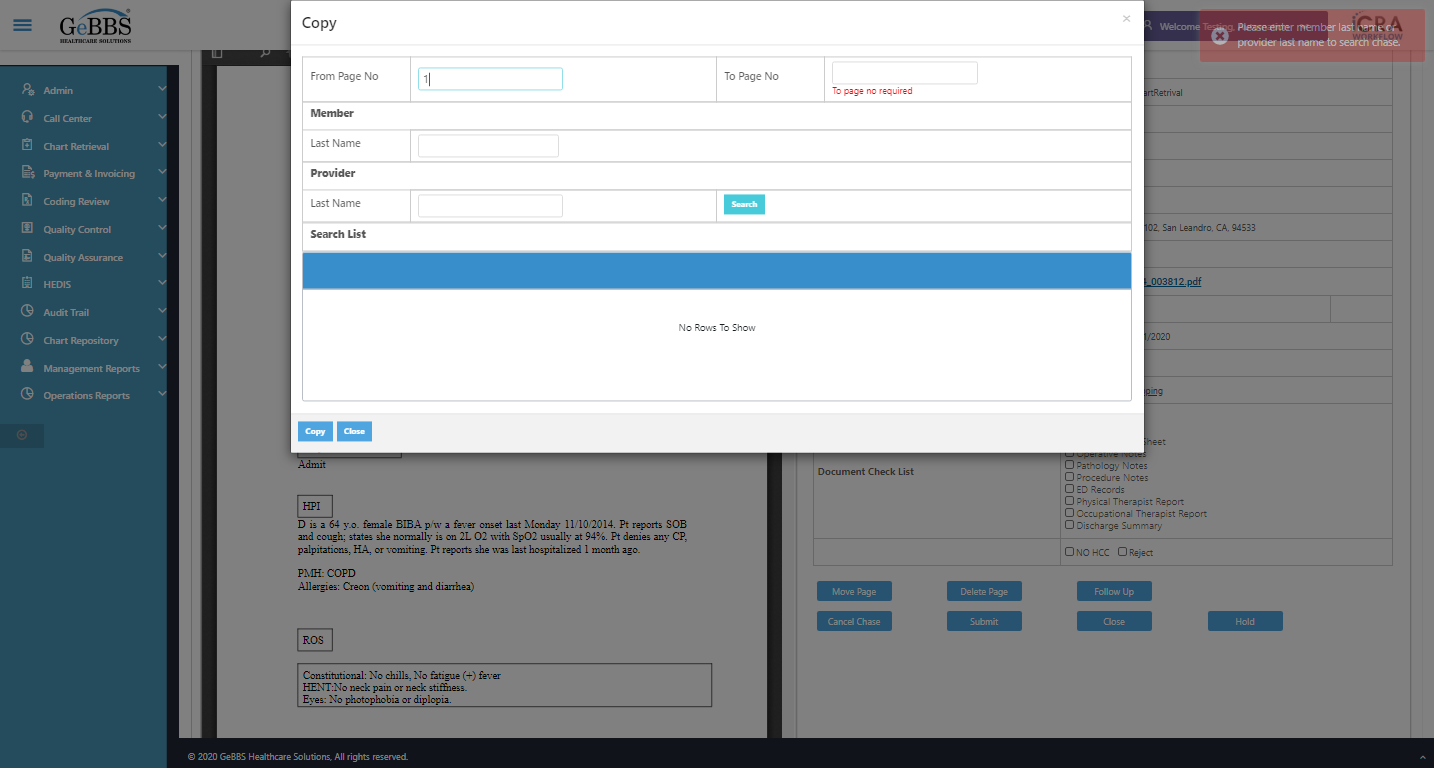 GeBBS
HEALTHCARE SOLUTIONS
Copy
×
Welcome Testing,
iCRA
WORKFLOW
Please enter member last name or
provider last name to search chase.
From Page No
1
To Page No
To page no required
Member
Last Name
Provider
Last Name
Search
Search List
No Rows To Show
Copy
Close
Admin
Call Center
Chart Retrieval
Payment & Invoicing
Coding Review
Quality Control
Quality Assurance
HEDIS
Audit Trail
Chart Repository
Management Reports
Operations Reports
Admit
HPI
D is a 64 y.o. female BIBA p/w a fever onset last Monday 11/10/2014. Pt reports SOB
and cough; states she normally is on 2L O2 with SpO2 usually at 94%. Pt denies any CP,
palpitations, HA, or vomiting. Pt reports she was last hospitalized 1 month ago.
PMH: COPD
Allergies: Creon (vomiting and diarrhea)
ROS
Constitutional: No chills, No fatigue (+) fever
HENT:No neck pain or neck stiffness.
Eyes: No photophobia or diplopia.
artRetrival
102, San Leandro, CA, 94533
_003812.pdf
1/2020
ping
Document Check List
Sheet
Operative Notes
Pathology Notes
Procedure Notes
ED Records
Physical Therapist Report
Occupational Therapist Report
Discharge Summary
NO HCC Reject
Move Page Delete Page Follow Up
Cancel Chase Submit Close Hold
© 2020 GeBBS Healthcare Solutions, All rights reserved.